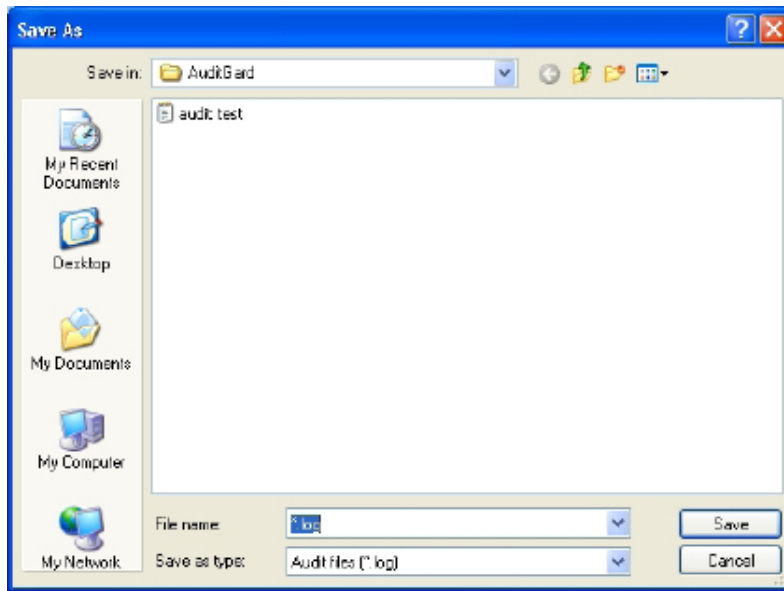 Save As
Save in: AuditGard
audit test
My Recent
Documents
Desktop
My Documents
My Computer
My Network
File name: *.log
Save as type: Audit files (*.log)
Save
Cancel